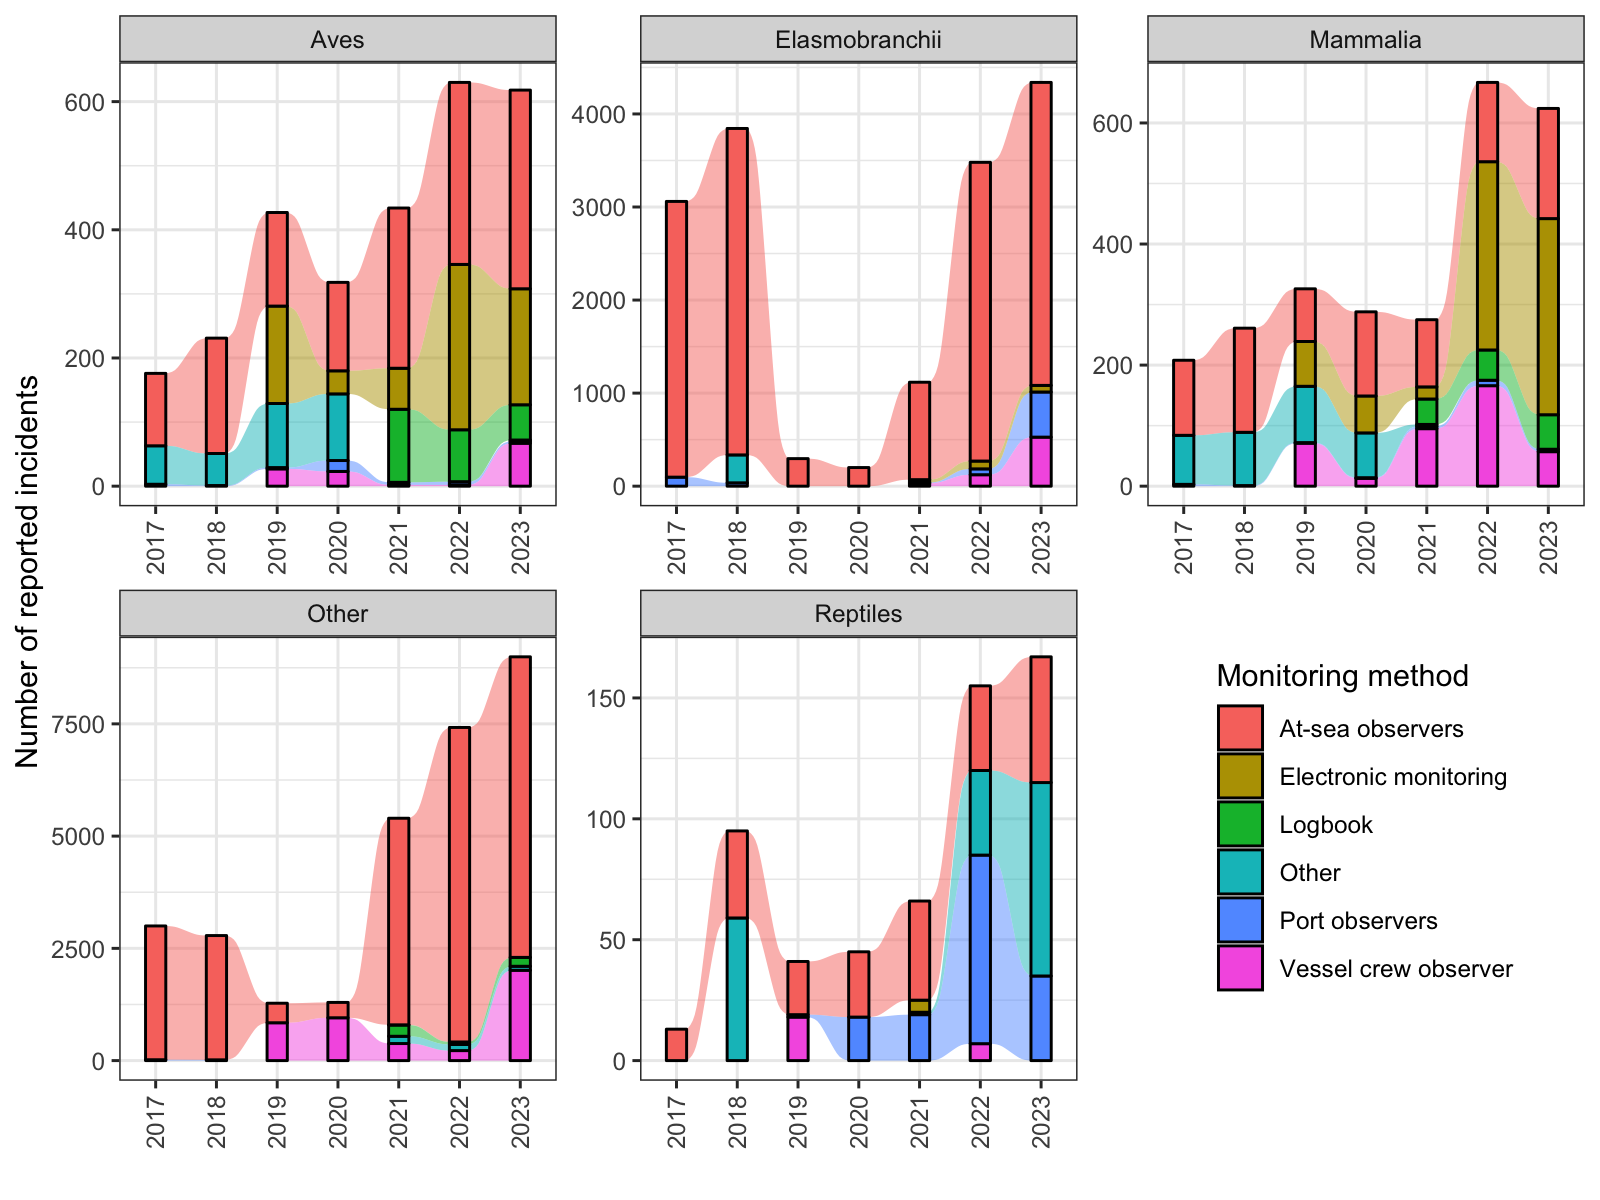 Number of reported incidents
Aves
600
400
200
0
2017 2018 2019 2020 2021 2022 2023
Elasmobranchii
4000
3000
2000
1000
0
2017 2018 2019 2020 2021 2022 2023
Mammalia
600
400
200
0
2017 2018 2019 2020 2021 2022 2023
Other
7500
5000
2500
0
2017 2018 2019 2020 2021 2022 2023
Reptiles
150
100
50
0
2017 2018 2019 2020 2021 2022 2023
Monitoring method
At-sea observers
Electronic monitoring
Logbook
Other
Port observers
Vessel crew observer